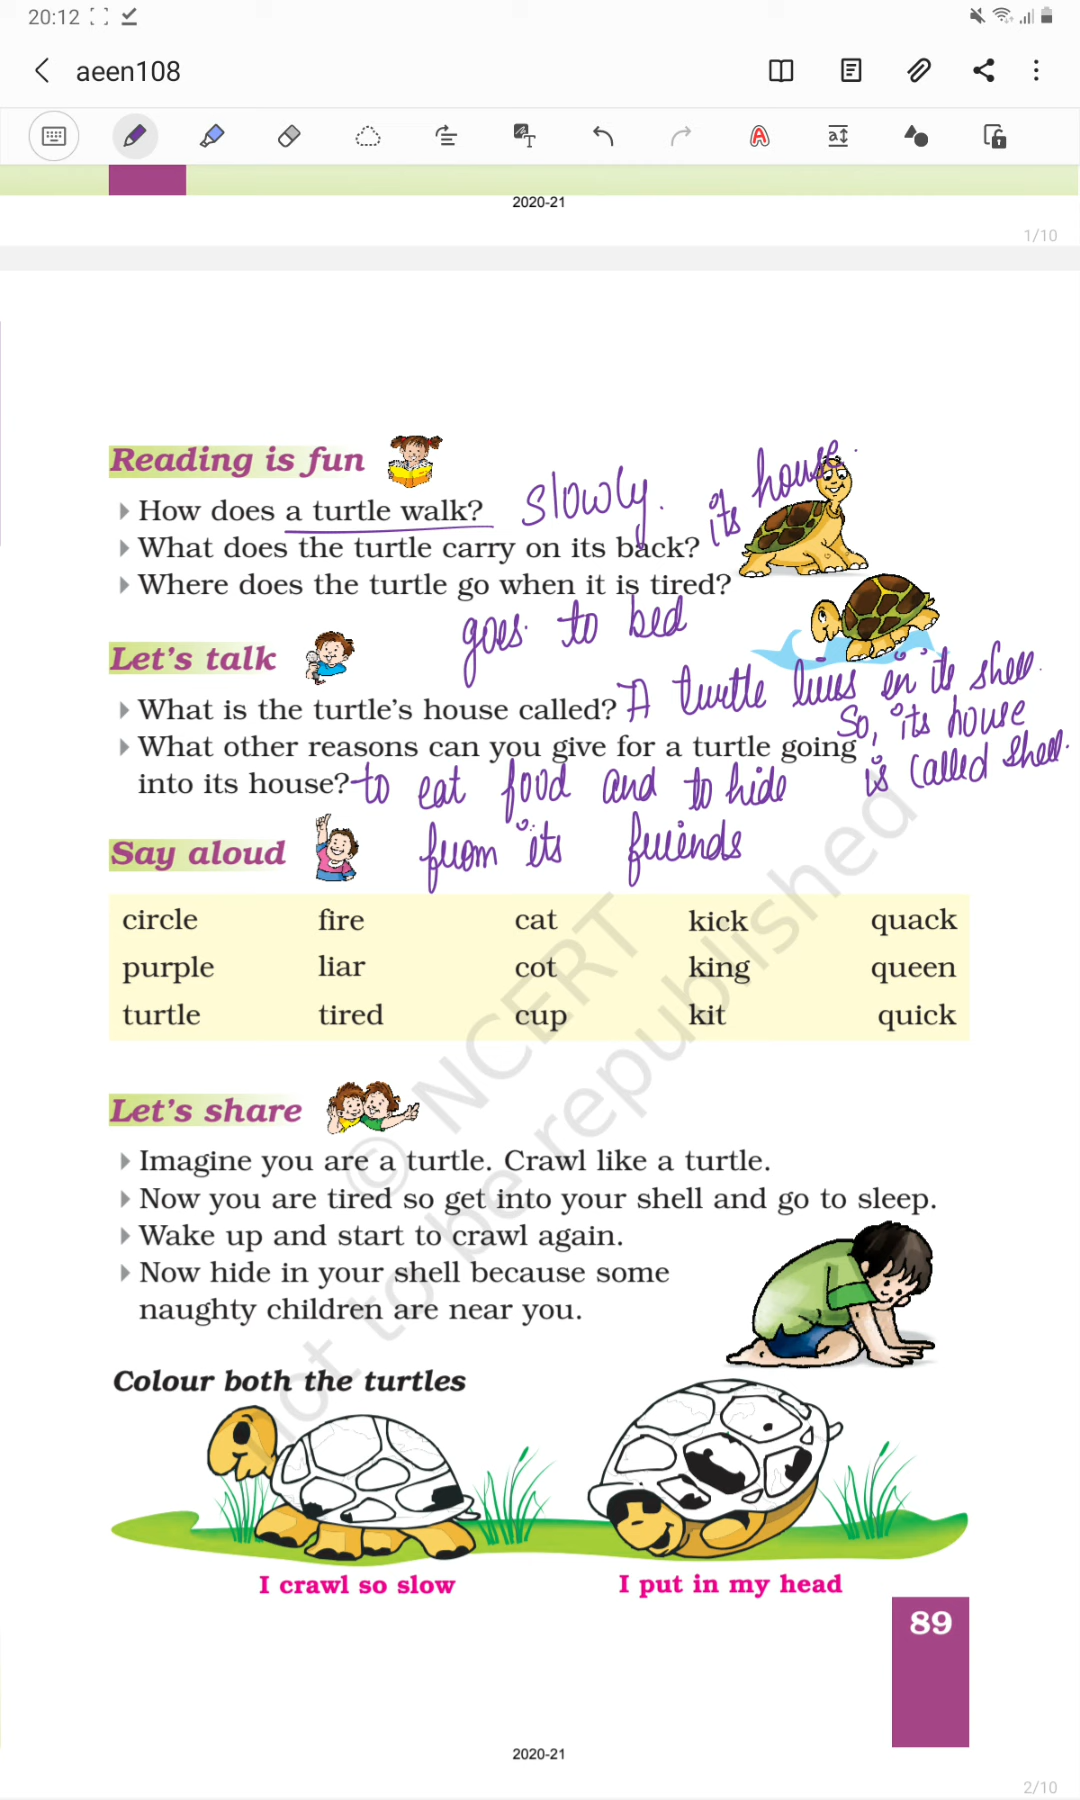 20:12
aeen108
2020-21
1/10
Reading is fun
How does a turtle walk? Slowly.
What does the turtle carry on its back? its house.
Where does the turtle go when it is tired?
goes to bed
Let's talk
What is the turtle's house called? A turtle lives in its shell.
So, its house
What other reasons can you give for a turtle going
is called shell.
into its house? to eat food and to hide
from its friends
Say aloud
circle fire cat kick quack
purple liar cot king queen
turtle tired cup kit quick
© NCERT
not to be republished
Let's share
Imagine you are a turtle. Crawl like a turtle.
Now you are tired so get into your shell and go to sleep.
Wake up and start to crawl again.
Now hide in your shell because some
naughty children are near you.
Colour both the turtles
I crawl so slow I put in my head
89
2020-21
2/10